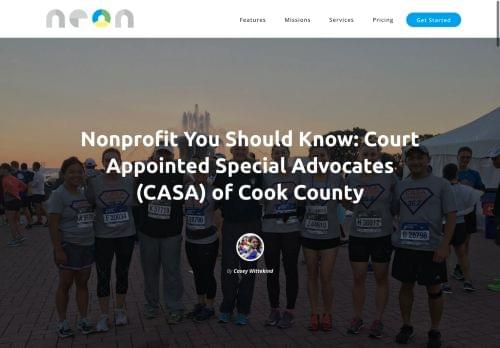 neon
Features
Missions
Services
Pricing
Get Started
Nonprofit You Should Know: Court
Appointed Special Advocates
(CASA) of Cook County
By Casey Wittekind